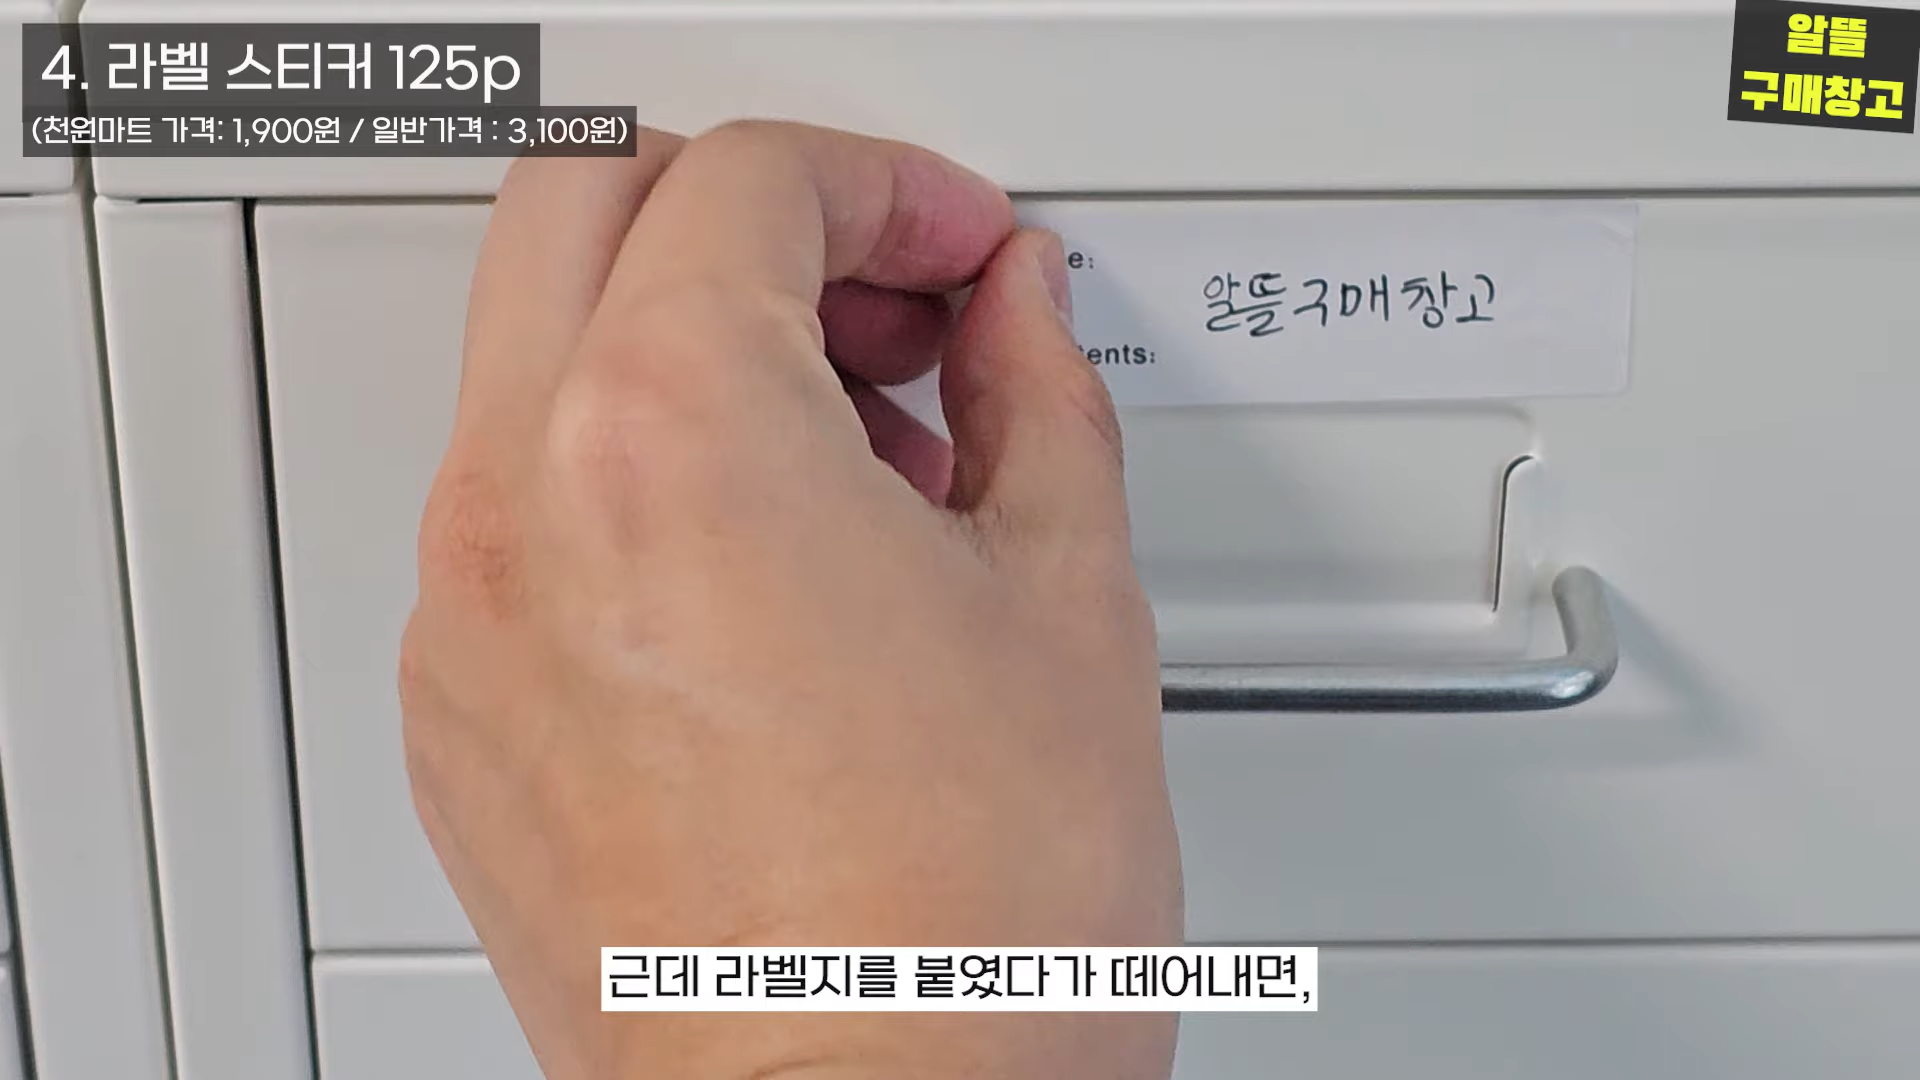 4. 라벨 스티커 125p
(천원마트 가격: 1,900원 / 일반가격 : 3,100원)
알뜰
구매창고
e:
알뜰구매창고
ents:
근데 라벨지를 붙였다가 떼어내면,